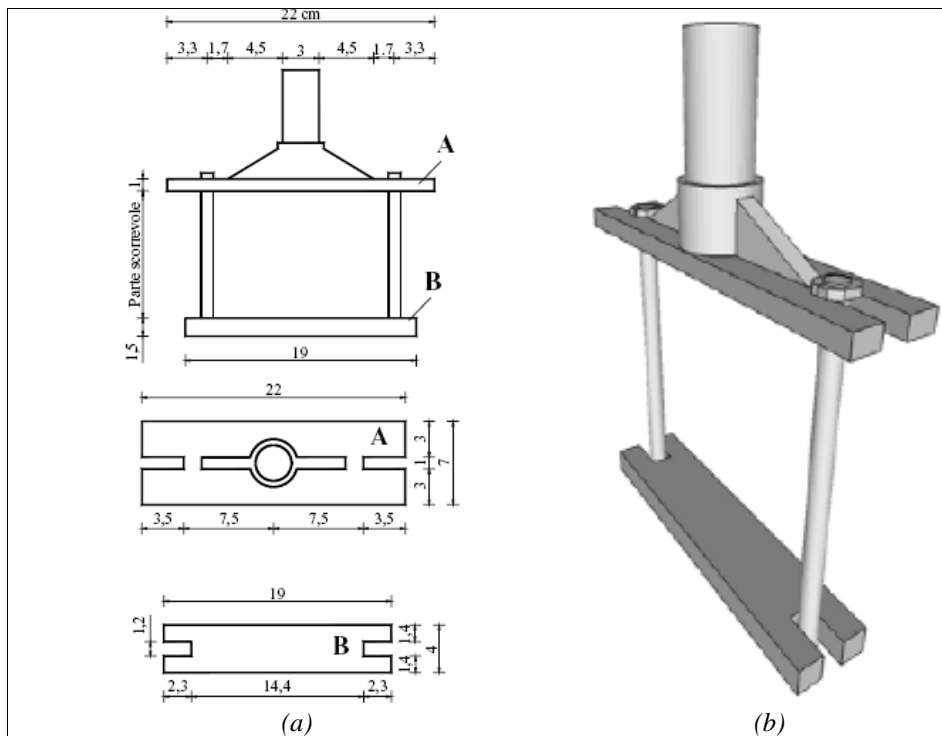 22 cm
3,3 1,7 4,5 3 4,5 1.7 3,3
A
1
Parte scorrevole
B
1,5
19
22
A
3
1
3
7
3,5 7,5 7,5 3,5
19
1,2
B
1,4
1,4
4
2,3 14,4 2,3
(a) (b)